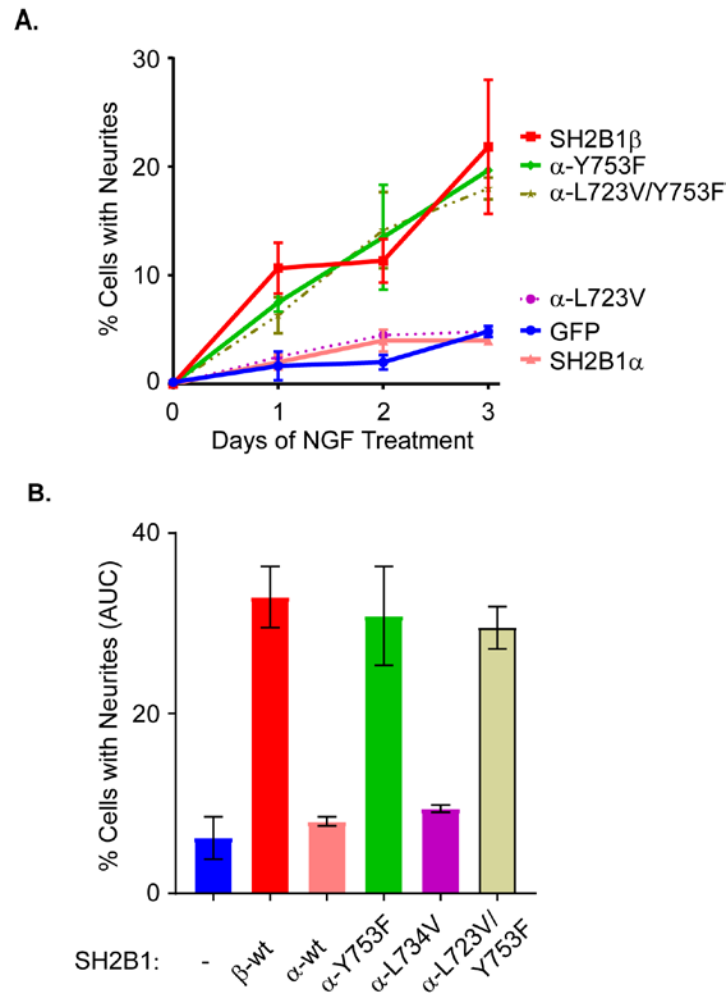 A.
30
20
10
0
% Cells with Neurites
0 1 2 3
Days of NGF Treatment
SH2B1β
α-Y753F
α-L723V/Y753F
α-L723V
GFP
SH2B1α
B.
40
20
0
% Cells with Neurites (AUC)
SH2B1: - β-wt α-wt α-Y753F α-L734V α-L723V/
Y753F